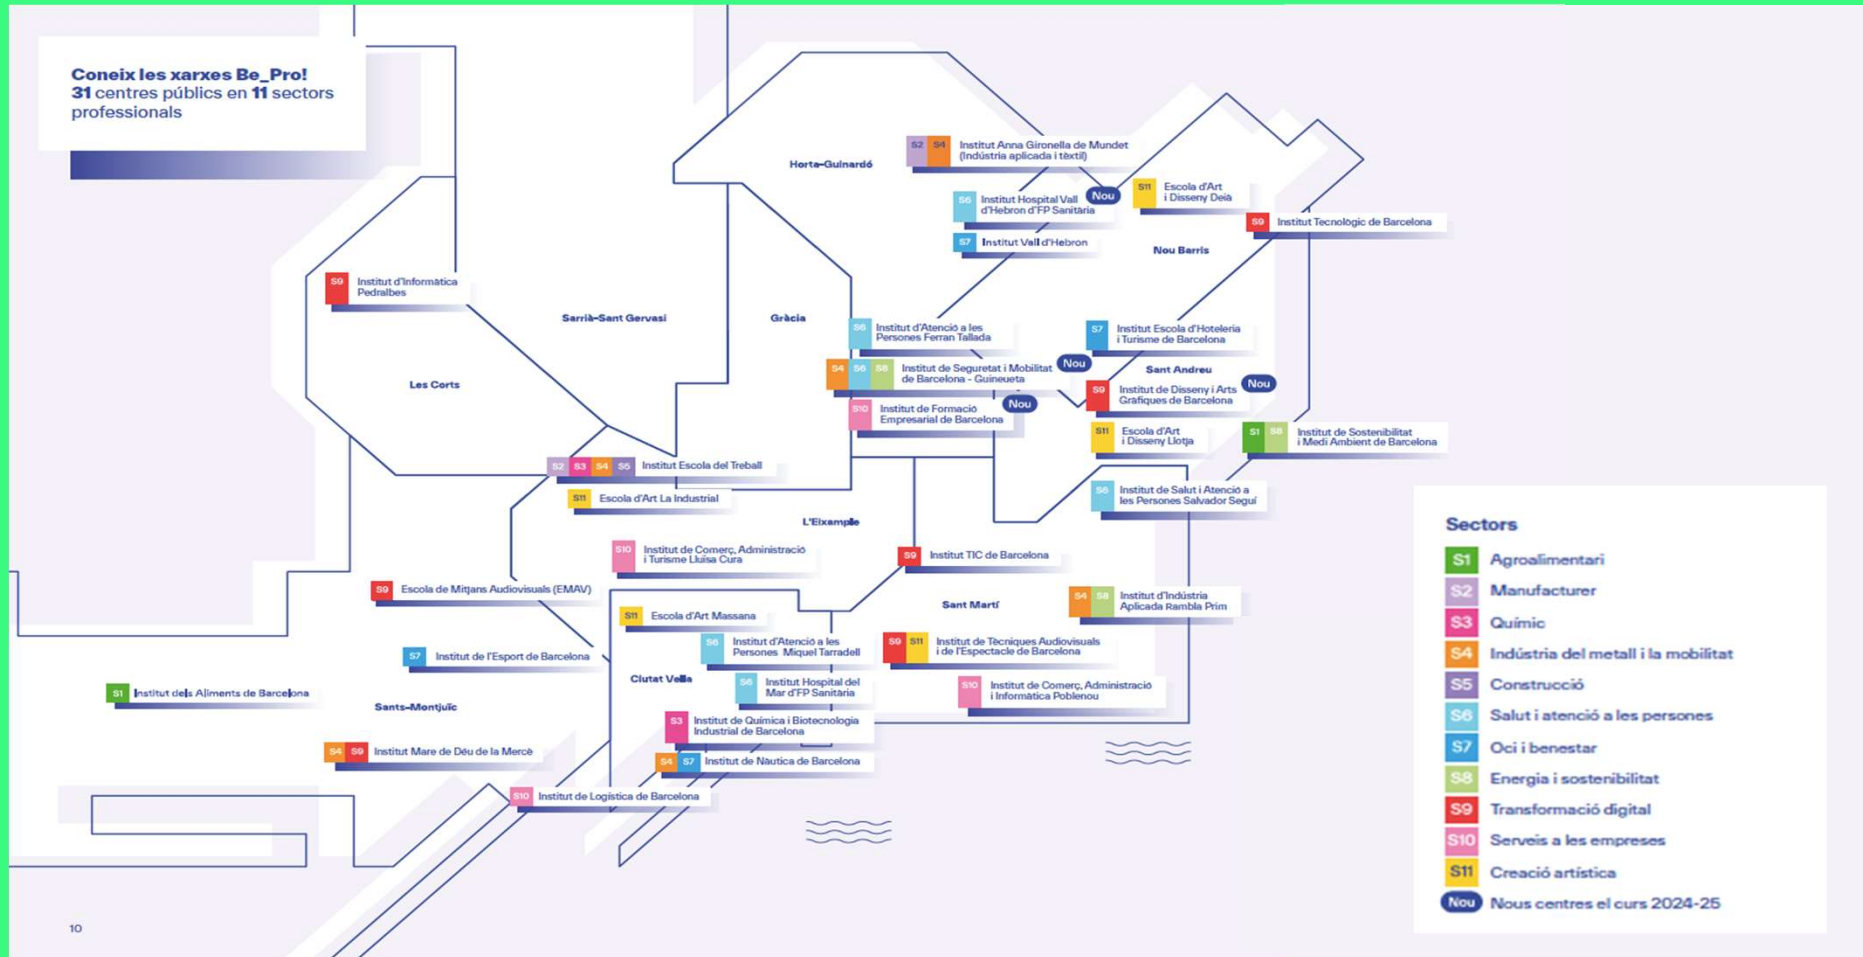 Coneix les xarxes Be_Pro!
31 centres públics en 11 sectors
professionals
Horta-Guinardó
S2 S4 Institut Anna Gironella de Mundet
(Indústria aplicada i tèxtil)
S6 Institut Hospital Vall
d'Hebron d'FP Sanitària
Nou
S7 Institut Vall d'Hebron
S11 Escola d'Art
i Disseny Deià
S9 Institut Tecnològic de Barcelona
Nou Barris
S9 Institut d'Informàtica
Pedralbes
Sarrià-Sant Gervasi
Gràcia
Les Corts
S6 Institut d'Atenció a les
Persones Ferran Tallada
S4 S6 S8 Institut de Seguretat i Mobilitat
de Barcelona - Guineueta
Nou
S10 Institut de Formació
Empresarial de Barcelona
Nou
S7 Institut Escola d'Hoteleria
i Turisme de Barcelona
Sant Andreu
S9 Institut de Disseny i Arts
Gràfiques de Barcelona
Nou
S11 Escola d'Art
i Disseny Llotja
S1 S8 Institut de Sostenibilitat
i Medi Ambient de Barcelona
S2 S3 S4 S5 Institut Escola del Treball
S11 Escola d'Art La Industrial
S6 Institut de Salut i Atenció a
les Persones Salvador Seguí
L'Eixample
S10 Institut de Comerç, Administració
i Turisme Lluïsa Cura
S9 Institut TIC de Barcelona
S9 Escola de Mitjans Audiovisuals (EMAV)
S11 Escola d'Art Massana
Sant Martí
S4 S8 Institut d'Indústria
Aplicada Rambla Prim
S6 Institut d'Atenció a les
Persones Miquel Tarradell
S9 S11 Institut de Tècniques Audiovisuals
i de l'Espectacle de Barcelona
S7 Institut de l'Esport de Barcelona
Ciutat Vella
S6 Institut Hospital del
Mar d'FP Sanitària
S10 Institut de Comerç, Administració
i Informàtica Poblenou
S1 Institut dels Aliments de Barcelona
Sants-Montjuïc
S3 Institut de Química i Biotecnologia
Industrial de Barcelona
S4 S9 Institut Mare de Déu de la Mercè
S4 S7 Institut de Nàutica de Barcelona
S10 Institut de Logística de Barcelona
Sectors
S1 Agroalimentari
S2 Manufacturer
S3 Químic
S4 Indústria del metall i la mobilitat
S5 Construcció
S6 Salut i atenció a les persones
S7 Oci i benestar
S8 Energia i sostenibilitat
S9 Transformació digital
S10 Serveis a les empreses
S11 Creació artística
Nou Nous centres el curs 2024-25
10